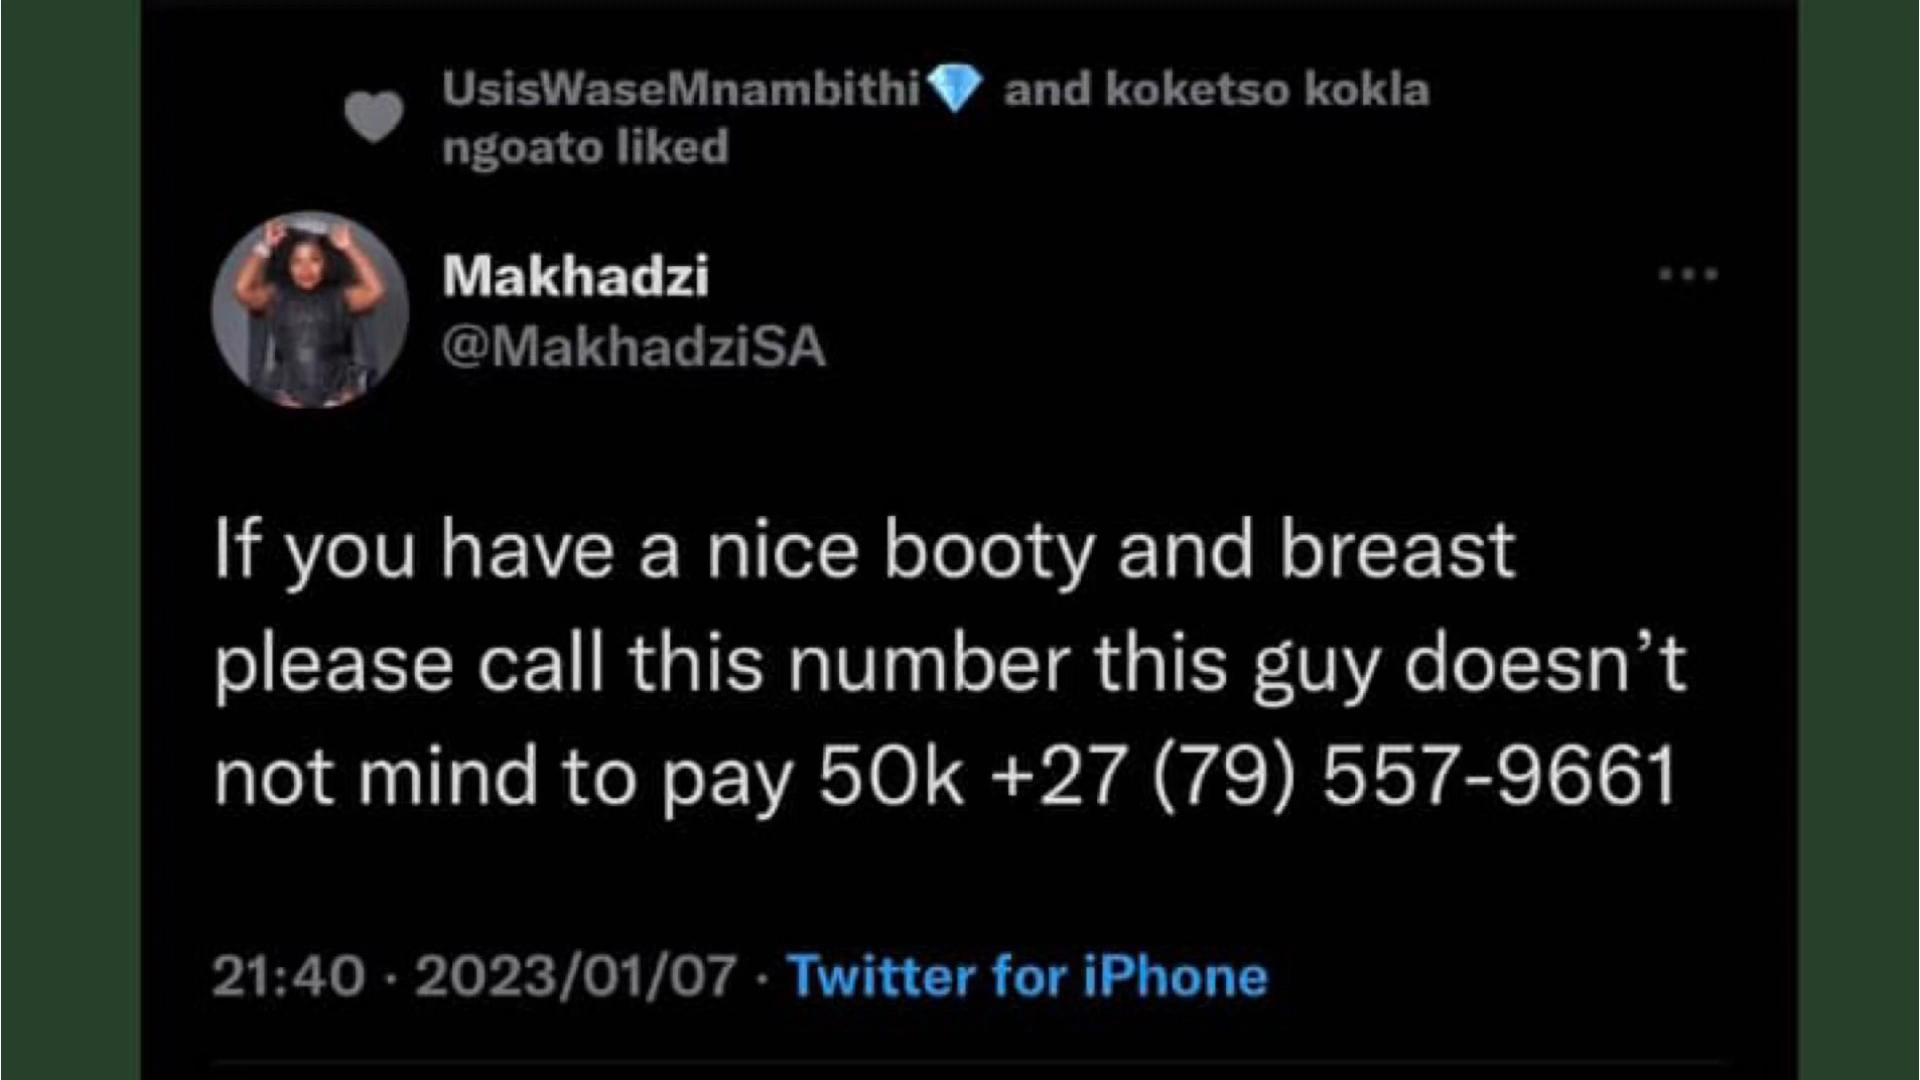 UsisWaseMnambithi💎 and koketso kokla
ngoato liked
Makhadzi
@MakhadziSA
If you have a nice booty and breast
please call this number this guy doesn’t
not mind to pay 50k +27 (79) 557-9661
21:40 · 2023/01/07 · Twitter for iPhone